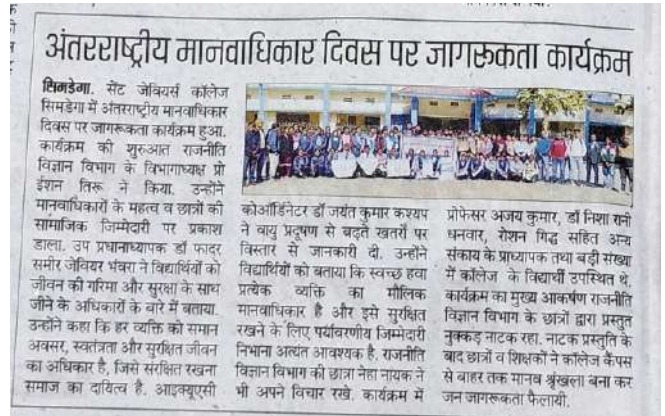 अंतरराष्ट्रीय मानवाधिकार दिवस पर जागरूकता कार्यक्रम
सिमडेगा. सेंट जेवियर्स कॉलेज
सिमडेगा में अंतरराष्ट्रीय मानवाधिकार
दिवस पर जागरूकता कार्यक्रम हुआ.
कार्यक्रम की शुरुआत राजनीति
विज्ञान विभाग के विभागाध्यक्ष प्रो
ईशान तिरू ने किया. उन्होंने
मानवाधिकारों के महत्व व छात्रों की
सामाजिक जिम्मेदारी पर प्रकाश
डाला. उप प्रधानाध्यापक डॉ फादर
समीर जेवियर भंवरा ने विद्यार्थियों को
जीवन की गरिमा और सुरक्षा के साथ
जीने के अधिकारों के बारे में बताया.
उन्होंने कहा कि हर व्यक्ति को समान
अवसर, स्वतंत्रता और सुरक्षित जीवन
का अधिकार है, जिसे संरक्षित रखना
समाज का दायित्व है. आइक्यूएसी
कोऑर्डिनेटर डॉ जयंत कुमार कश्यप
ने वायु प्रदूषण से बढ़ते खतरों पर
विस्तार से जानकारी दी. उन्होंने
विद्यार्थियों को बताया कि स्वच्छ हवा
प्रत्येक व्यक्ति का मौलिक
मानवाधिकार है और इसे सुरक्षित
रखने के लिए पर्यावरणीय जिम्मेदारी
निभाना अत्यंत आवश्यक है. राजनीति
विज्ञान विभाग की छात्रा नेहा नायक ने
भी अपने विचार रखे. कार्यक्रम में
प्रोफेसर अजय कुमार, डॉ निशा रानी
धनवार, रोशन गिद्ध सहित अन्य
संकाय के प्राध्यापक तथा बड़ी संख्या
में कॉलेज के विद्यार्थी उपस्थित थे.
कार्यक्रम का मुख्य आकर्षण राजनीति
विज्ञान विभाग के छात्रों द्वारा प्रस्तुत
नुक्कड़ नाटक रहा. नाटक प्रस्तुति के
बाद छात्रों व शिक्षकों ने कॉलेज कैंपस
से बाहर तक मानव श्रृंखला बना कर
जन जागरूकता फैलायी.